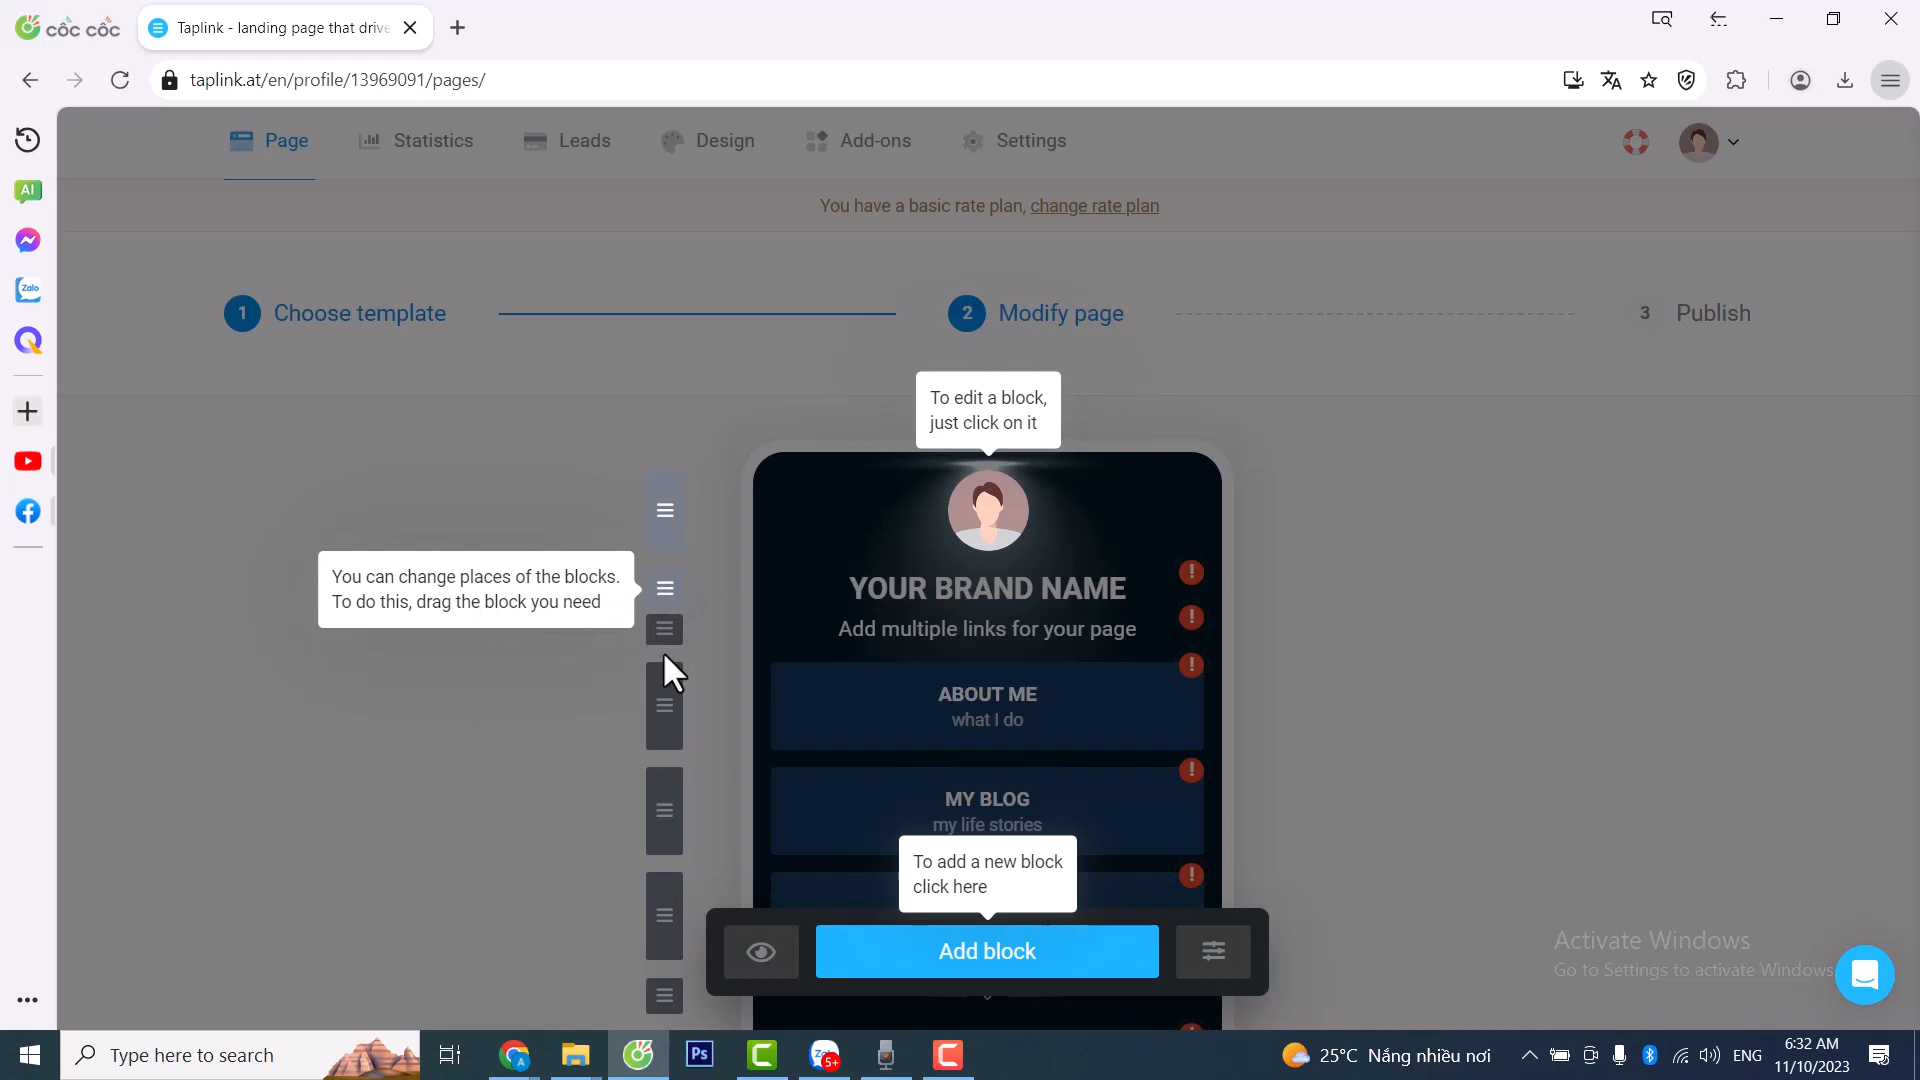 cốc cốc
Taplink - landing page that drive
taplink.at/en/profile/13969091/pages/
Page
Statistics
Leads
Design
Add-ons
Settings
You have a basic rate plan, change rate plan
1 Choose template
2 Modify page
3 Publish
To edit a block,
just click on it
You can change places of the blocks.
To do this, drag the block you need
YOUR BRAND NAME
Add multiple links for your page
ABOUT ME
what I do
MY BLOG
my life stories
To add a new block
click here
Add block
Activate Windows
Go to Settings to activate Windows.
AI
Zalo
Type here to search
A
Ps
5+
25°C Nắng nhiều nơi
ENG
6:32 AM
11/10/2023